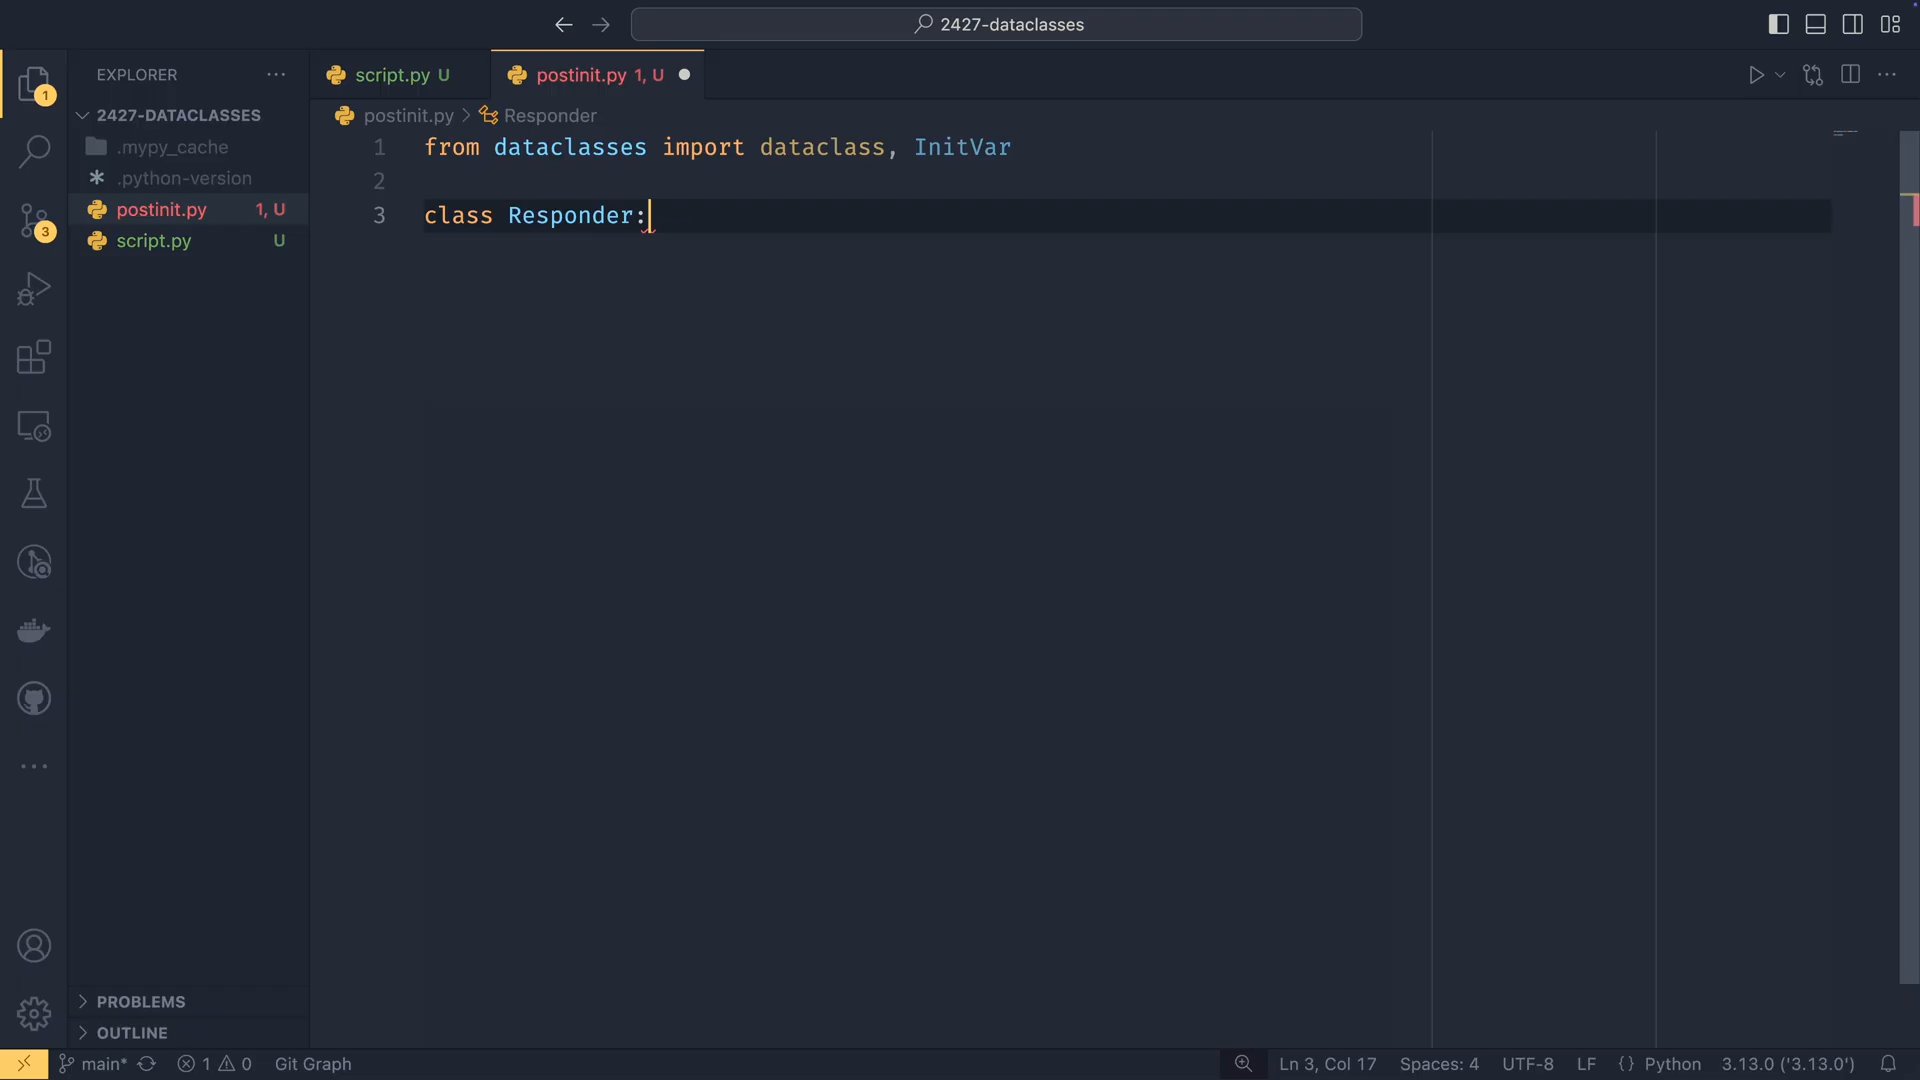 2427-dataclasses
EXPLORER
2427-DATACLASSES
.mypy_cache
.python-version
postinit.py 1, U
script.py U
script.py U
postinit.py 1, U
postinit.py > Responder
1 from dataclasses import dataclass, InitVar
2
3 class Responder:
1
3
PROBLEMS
OUTLINE
main* 1 0 Git Graph
Ln 3, Col 17 Spaces: 4 UTF-8 LF {} Python 3.13.0 ('3.13.0')